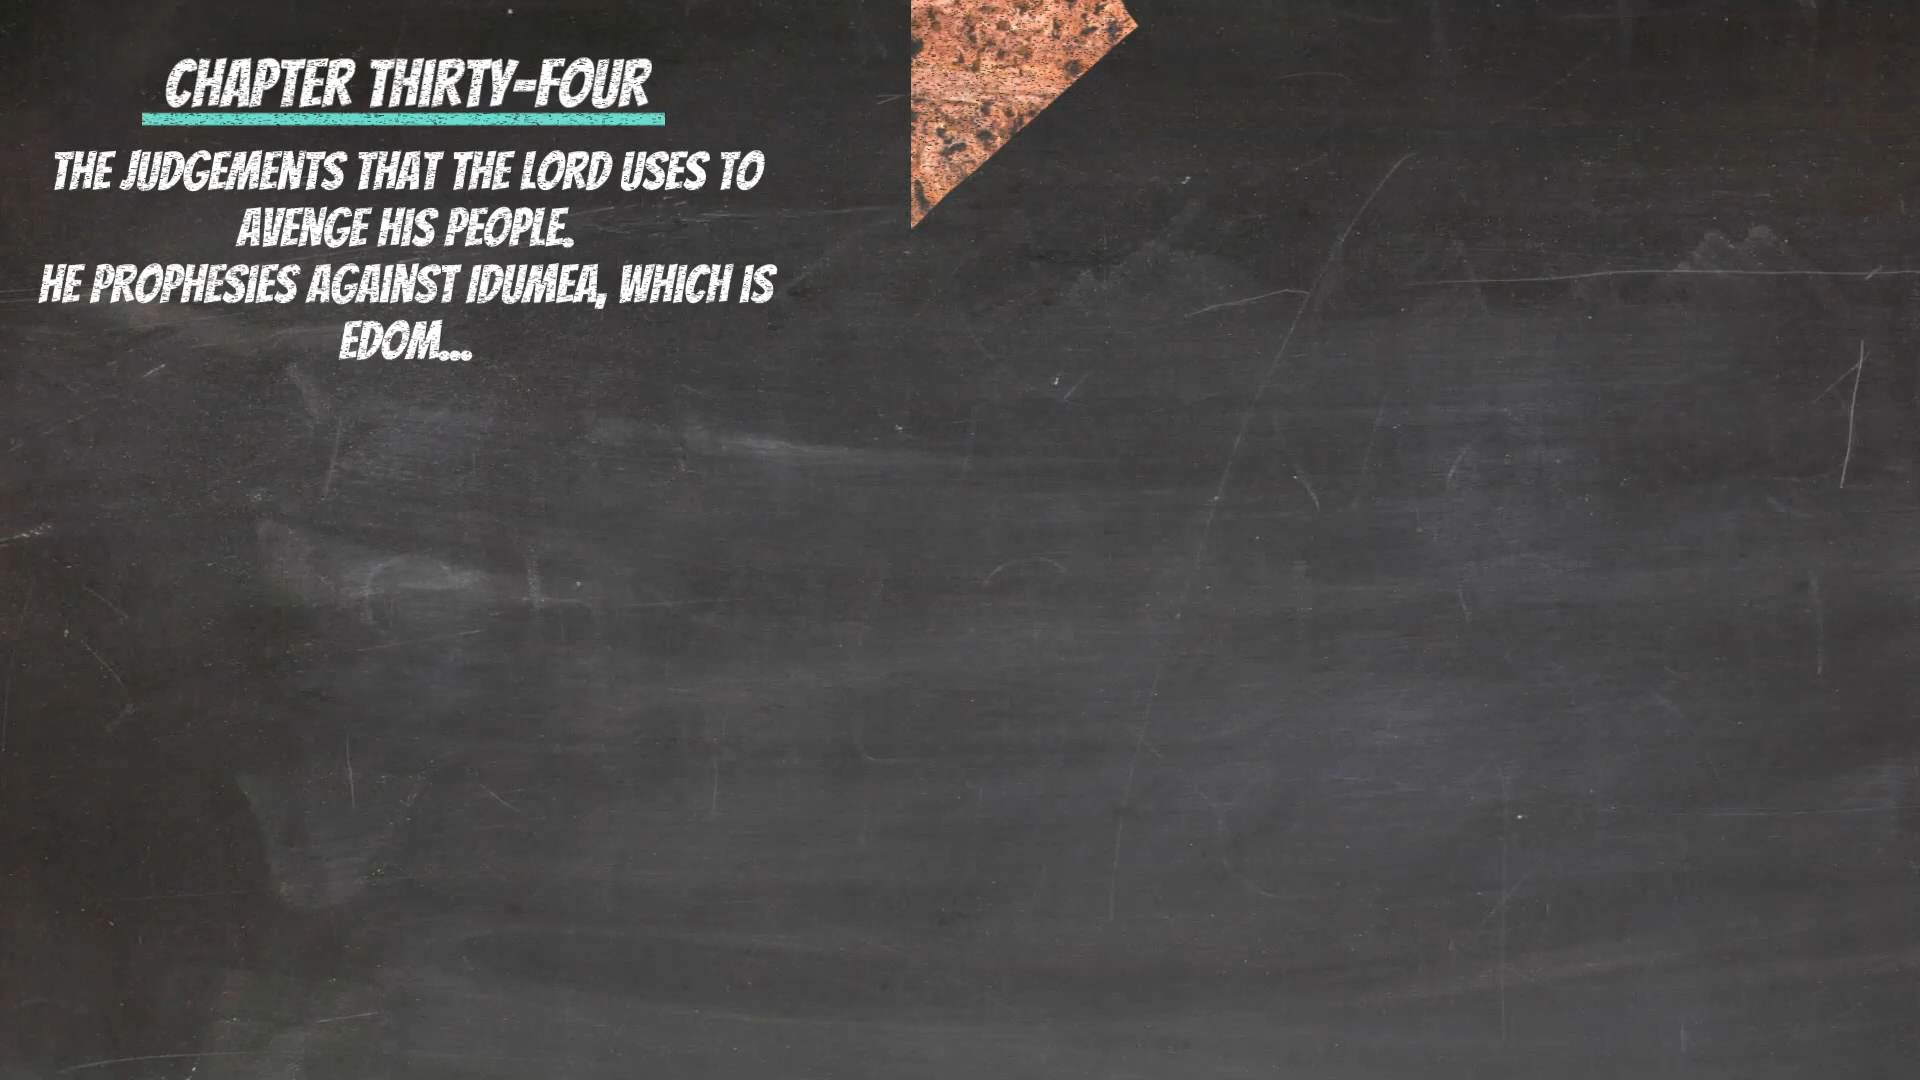 CHAPTER THIRTY-FOUR
THE JUDGEMENTS THAT THE LORD USES TO
AVENGE HIS PEOPLE.
HE PROPHESIES AGAINST IDUMEA, WHICH IS
EDOM...